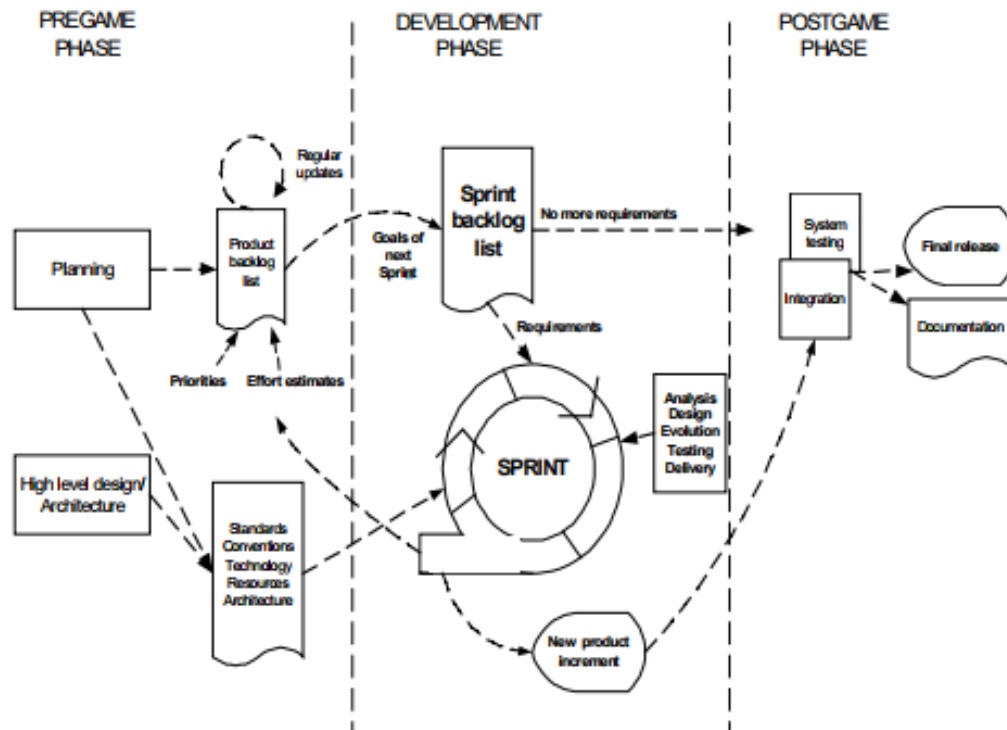 PREGAME
PHASE
DEVELOPMENT
PHASE
POSTGAME
PHASE
Regular
updates
Planning
Product
backlog
list
Goals of
next
Sprint
Sprint
backlog
list
No more requirements
System
testing
Integration
Final release
Documentation
Priorities
Effort estimates
Requirements
High level design/
Architecture
Standards
Conventions
Technology
Resources
Architecture
SPRINT
Analysis
Design
Evolution
Testing
Delivery
New product
increment